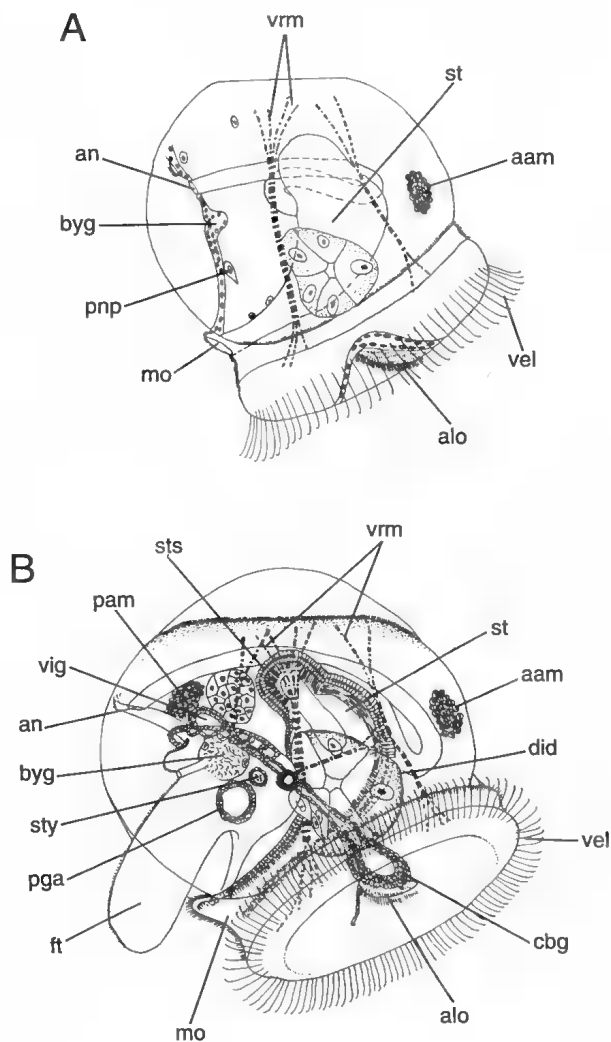 A
vrm
st
an
aam
byg
pnp
mo
vel
alo
B
sts
vrm
pam
st
vig
aam
an
did
byg
sty
vel
pga
ft
cbg
alo
mo